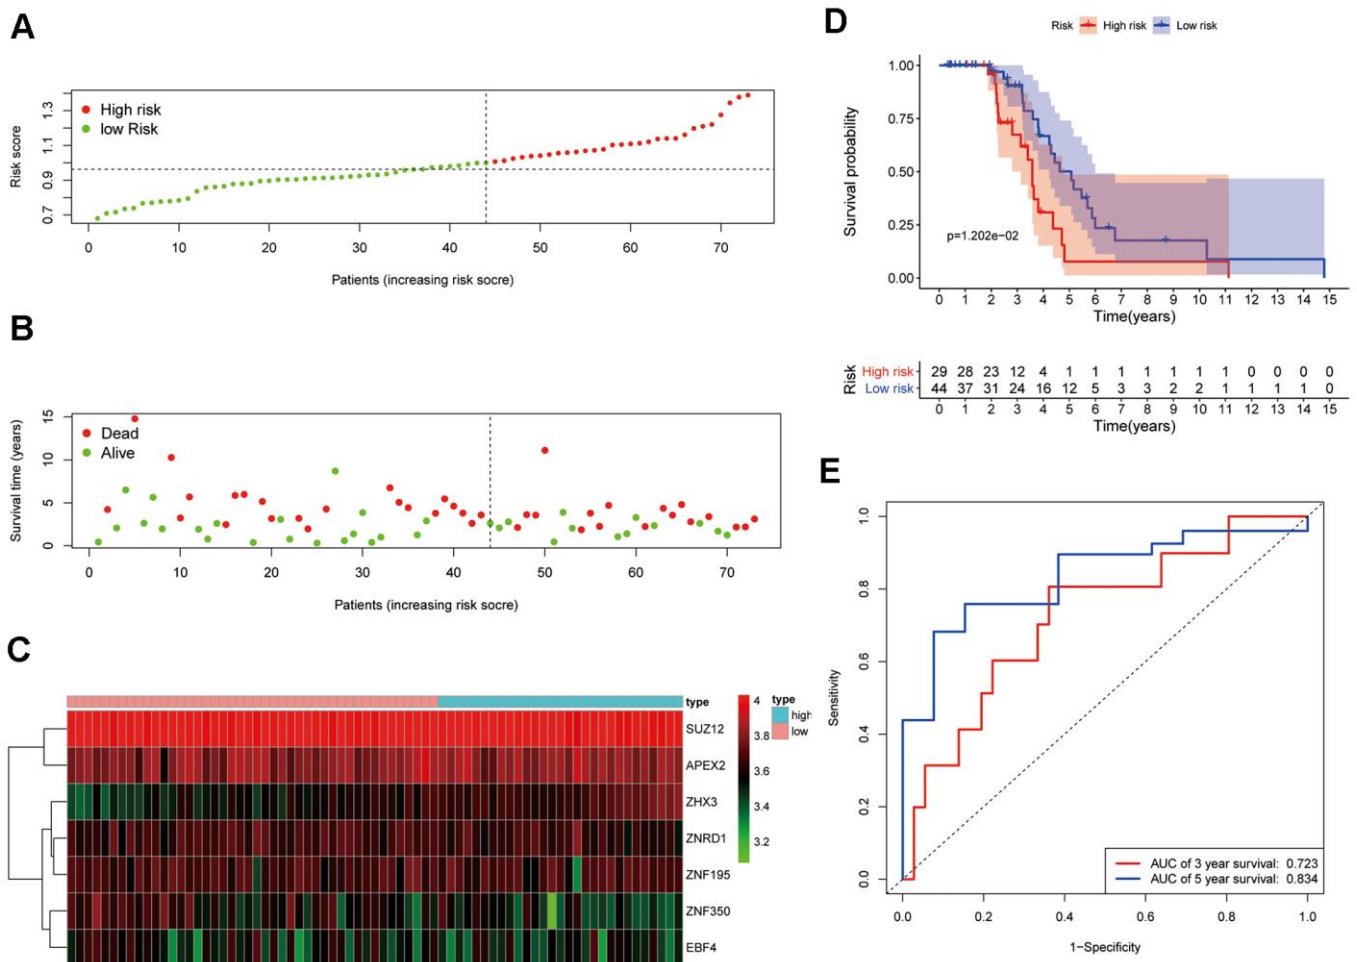 A
Risk score
0.7 0.9 1.1 1.3
High risk
low Risk
0 10 20 30 40 50 60 70
Patients (increasing risk socre)
B
Survival time (years)
0 5 10 15
Dead
Alive
0 10 20 30 40 50 60 70
Patients (increasing risk socre)
C
type
SUZ12
APEX2
ZHX3
ZNRD1
ZNF195
ZNF350
EBF4
4
3.8
3.6
3.4
3.2
type
high
low
D
Risk High risk Low risk
Survival probability
1.00
0.75
0.50
0.25
0.00
p=1.202e−02
0 1 2 3 4 5 6 7 8 9 10 11 12 13 14 15
Time(years)
Risk
High risk 29 28 23 12 4 1 1 1 1 1 1 1 0 0 0 0
Low risk 44 37 31 24 16 12 5 3 3 2 2 1 1 1 1 0
0 1 2 3 4 5 6 7 8 9 10 11 12 13 14 15
Time(years)
E
Sensitivity
0.0 0.2 0.4 0.6 0.8 1.0
AUC of 3 year survival: 0.723
AUC of 5 year survival: 0.834
0.0 0.2 0.4 0.6 0.8 1.0
1−Specificity